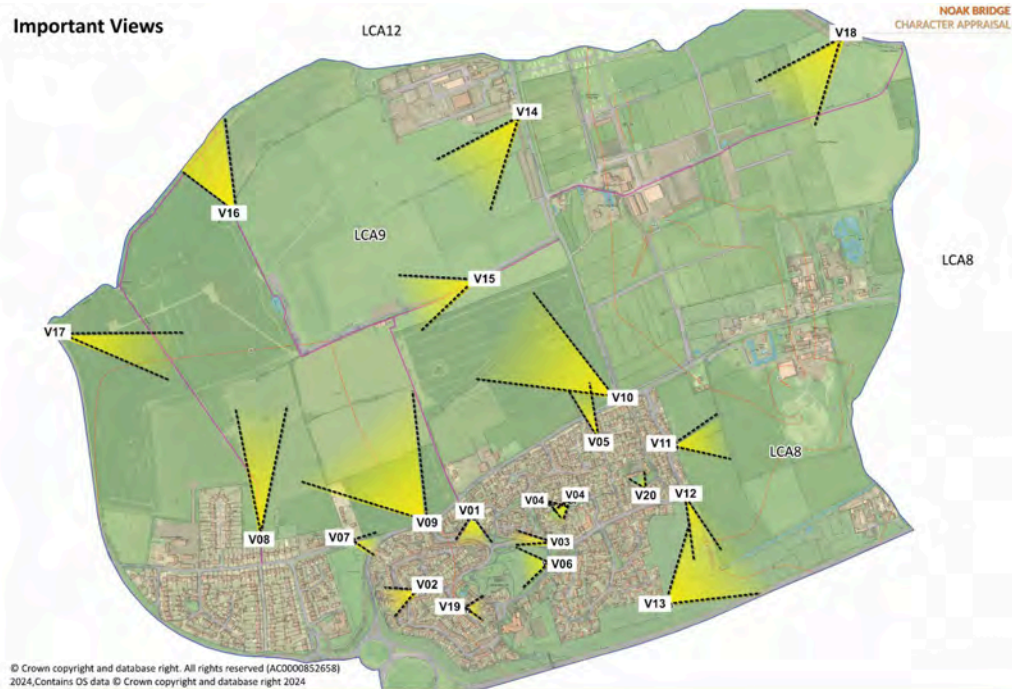 Important Views
NOAK BRIDGE
CHARACTER APPRAISAL
LCA12
V18
V14
V16
LCA9
LCA8
V15
V17
V10
V05
V11
LCA8
V04
V04
V20
V12
V08
V07
V09
V01
V03
V06
V02
V19
V13
© Crown copyright and database right. All rights reserved (AC0000852658)
2024,Contains OS data © Crown copyright and database right 2024